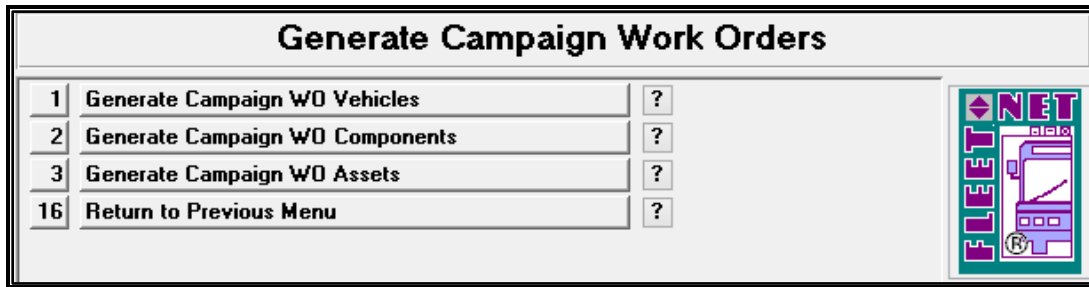 Generate Campaign Work Orders
1 Generate Campaign WO Vehicles ?
2 Generate Campaign WO Components ?
3 Generate Campaign WO Assets ?
16 Return to Previous Menu ?
NET
FLEET
®